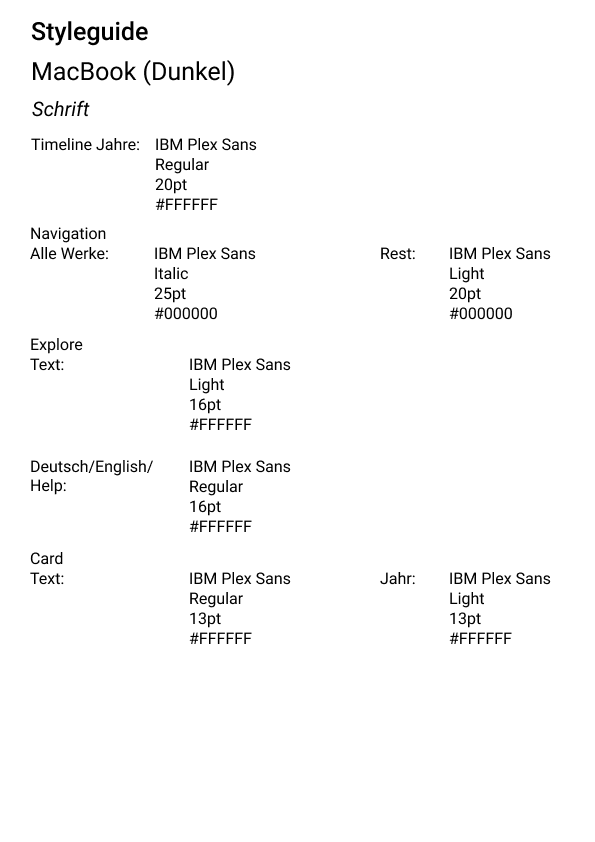 Styleguide
MacBook (Dunkel)
Schrift
Timeline Jahre: IBM Plex Sans
Regular
20pt
#FFFFFF
Navigation
Alle Werke: IBM Plex Sans Rest: IBM Plex Sans
Italic Light
25pt 20pt
#000000 #000000
Explore
Text: IBM Plex Sans
Light
16pt
#FFFFFF
Deutsch/English/ IBM Plex Sans
Help: Regular
16pt
#FFFFFF
Card
Text: IBM Plex Sans Jahr: IBM Plex Sans
Regular Light
13pt 13pt
#FFFFFF #FFFFFF